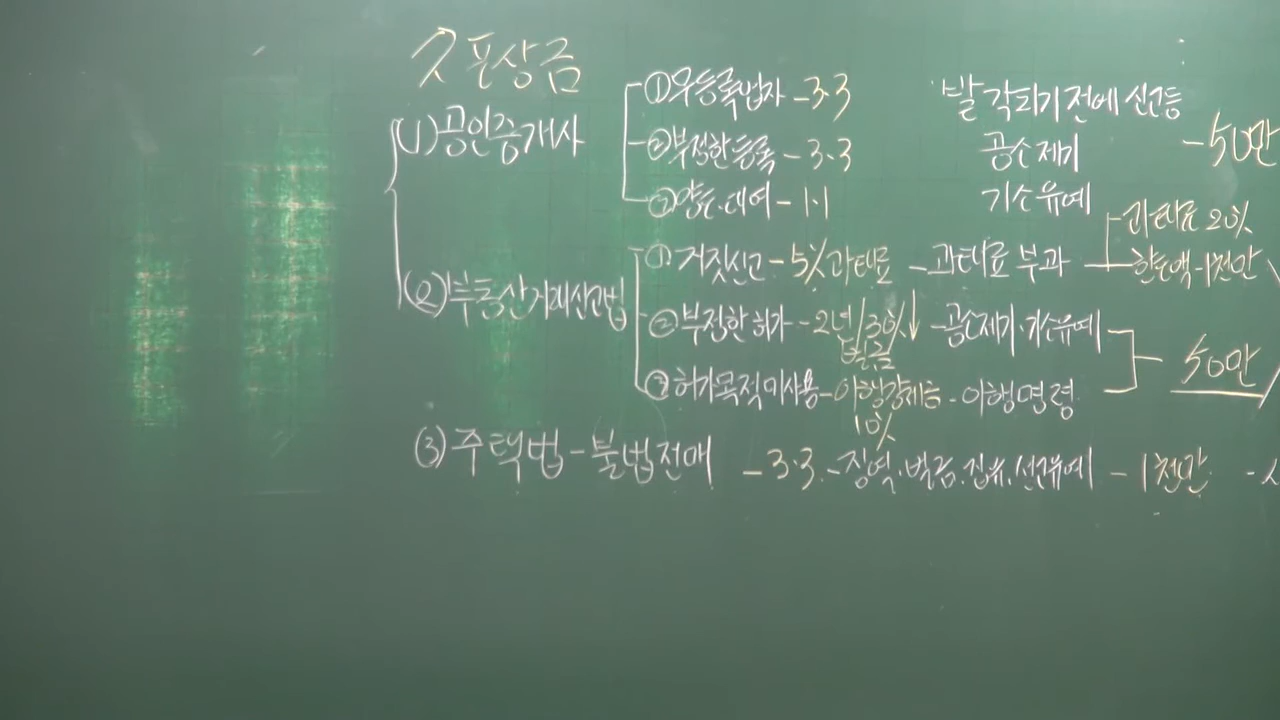 포상금
(1) 공인중개사
① 무등록업자 - 3·3
② 부정한 등록 - 3·3
③ 양도·대여 - 1·1
발각되기 전에 신고등
공소제기
기소유예
- 50만
(2) 부동산거래신고법
① 거짓신고 - 5% 과태료 - 과태료 부과
과태료 20%
한도액 - 1천만
② 부정한 허가 - 2년/30%↓ - 공소제기·기소유예
벌금
③ 허가목적 미사용 - 이행강제금 - 이행명령
10%
50만
(3) 주택법 - 불법전매 - 3·3 - 징역·벌금·집유·선고유예 - 1천만